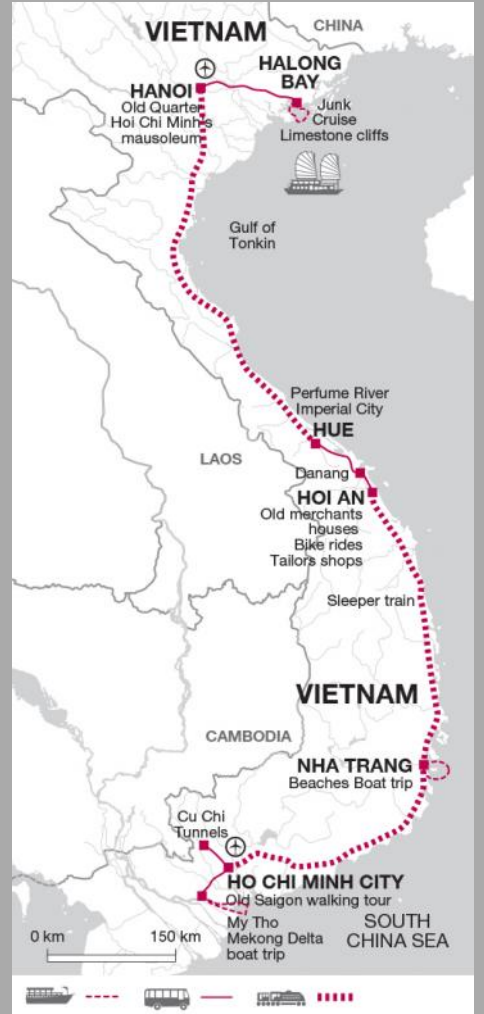 VIETNAM
CHINA
HANOI
Old Quarter
Hoi Chi Minh's
mausoleum
HALONG
BAY
Junk
Cruise
Limestone cliffs
Gulf of
Tonkin
Perfume River
Imperial City
HUE
LAOS
Danang
HOI AN
Old merchants
houses
Bike rides
Tailors shops
Sleeper train
VIETNAM
CAMBODIA
NHA TRANG
Beaches Boat trip
Cu Chi
Tunnels
HO CHI MINH CITY
Old Saigon walking tour
My Tho
Mekong Delta
boat trip
SOUTH
CHINA SEA
0 km 150 km